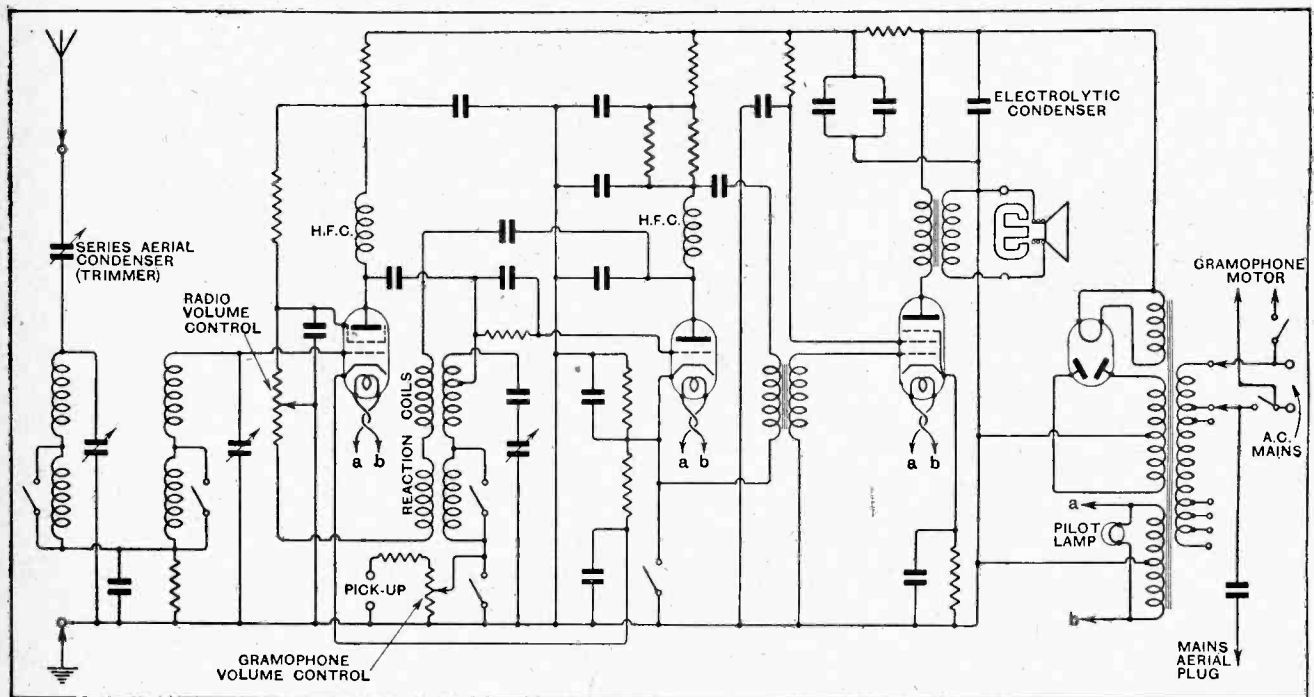 ELECTROLYTIC
CONDENSER
H.F.C.
H.F.C.
SERIES AERIAL
CONDENSER
(TRIMMER)
RADIO
VOLUME
CONTROL
GRAMOPHONE
MOTOR
REACTION COILS
a b
a b
a b
A.C.
MAINS
a
PILOT
LAMP
b
PICK-UP
GRAMOPHONE
VOLUME CONTROL
MAINS
AERIAL
PLUG